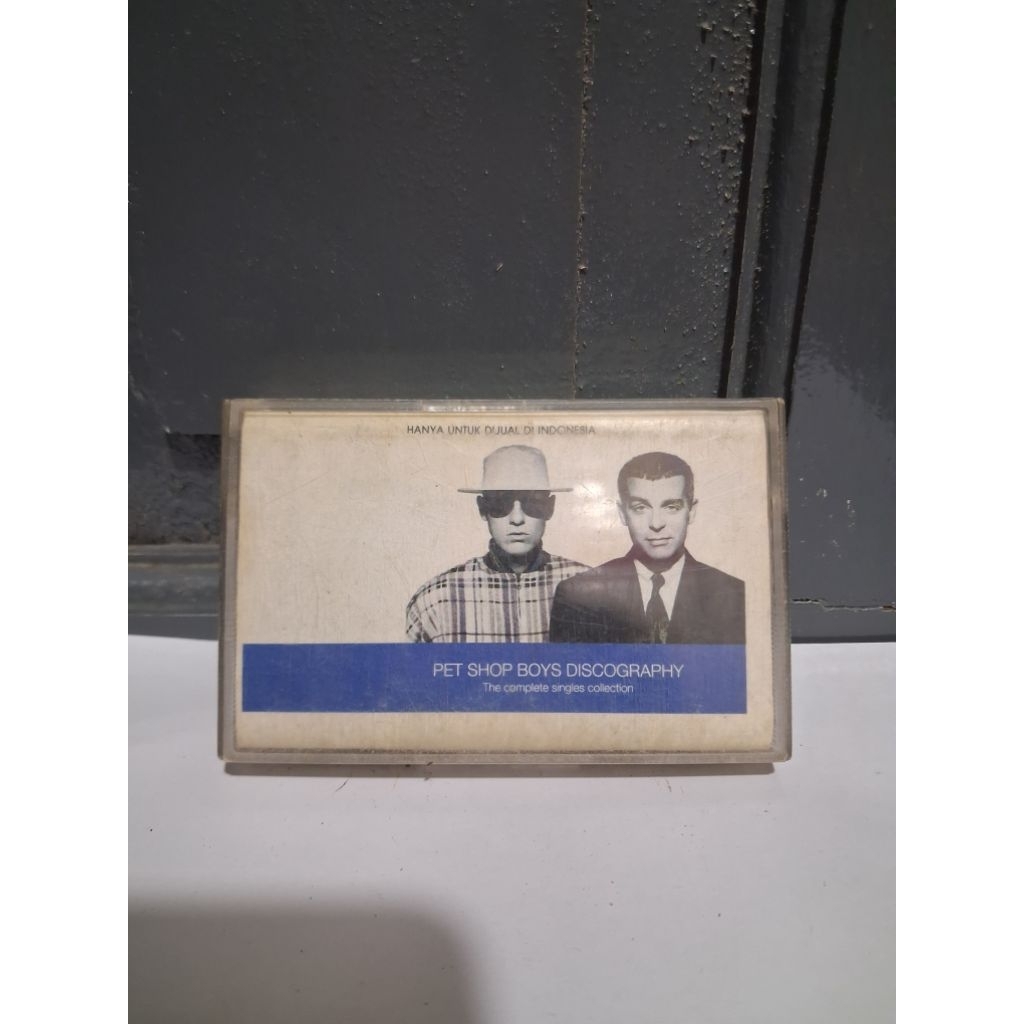 HANYA UNTUK DIJUAL DI INDONESIA
PET SHOP BOYS DISCOGRAPHY
The complete singles collection